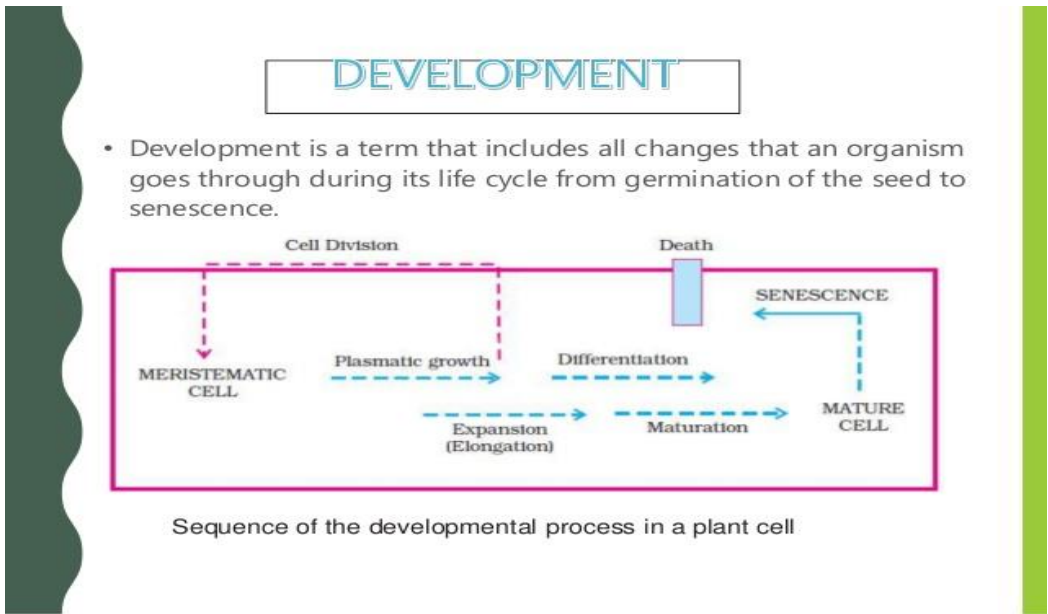 DEVELOPMENT
• Development is a term that includes all changes that an organism
goes through during its life cycle from germination of the seed to
senescence.
Cell Division
Death
SENESCENCE
Plasmatic growth
Differentiation
MERISTEMATIC
CELL
Expansion
(Elongation)
Maturation
MATURE
CELL
Sequence of the developmental process in a plant cell